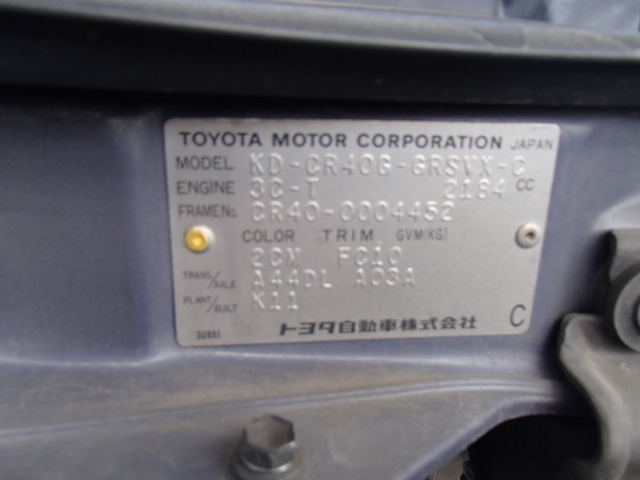 TOYOTA MOTOR CORPORATION JAPAN
MODEL KD-CR40G-GRSVX-C
ENGINE 3C-T 2184 CC
FRAME No. CR40-0004452
COLOR TRIM GVM(KG)
2CM FC10
TRANS/AXLE A44DL A03A
PLANT/BUILT K11
30881 トヨタ自動車株式会社 C